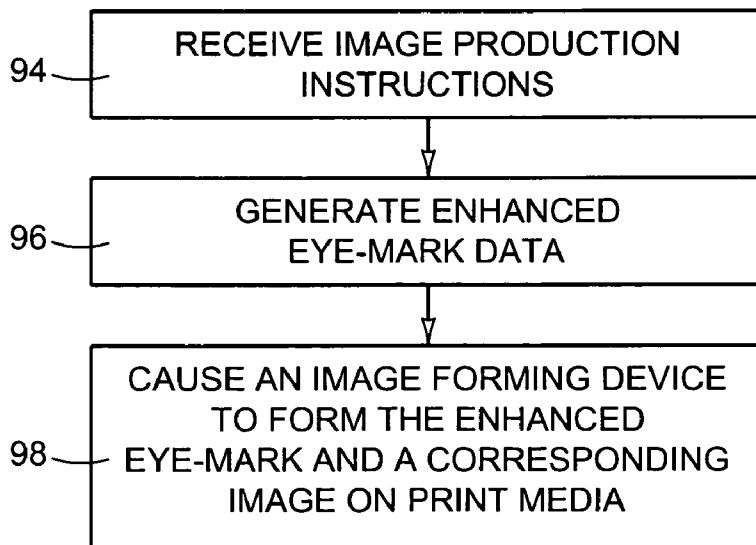 94
RECEIVE IMAGE PRODUCTION
INSTRUCTIONS
96
GENERATE ENHANCED
EYE-MARK DATA
98
CAUSE AN IMAGE FORMING DEVICE
TO FORM THE ENHANCED
EYE-MARK AND A CORRESPONDING
IMAGE ON PRINT MEDIA